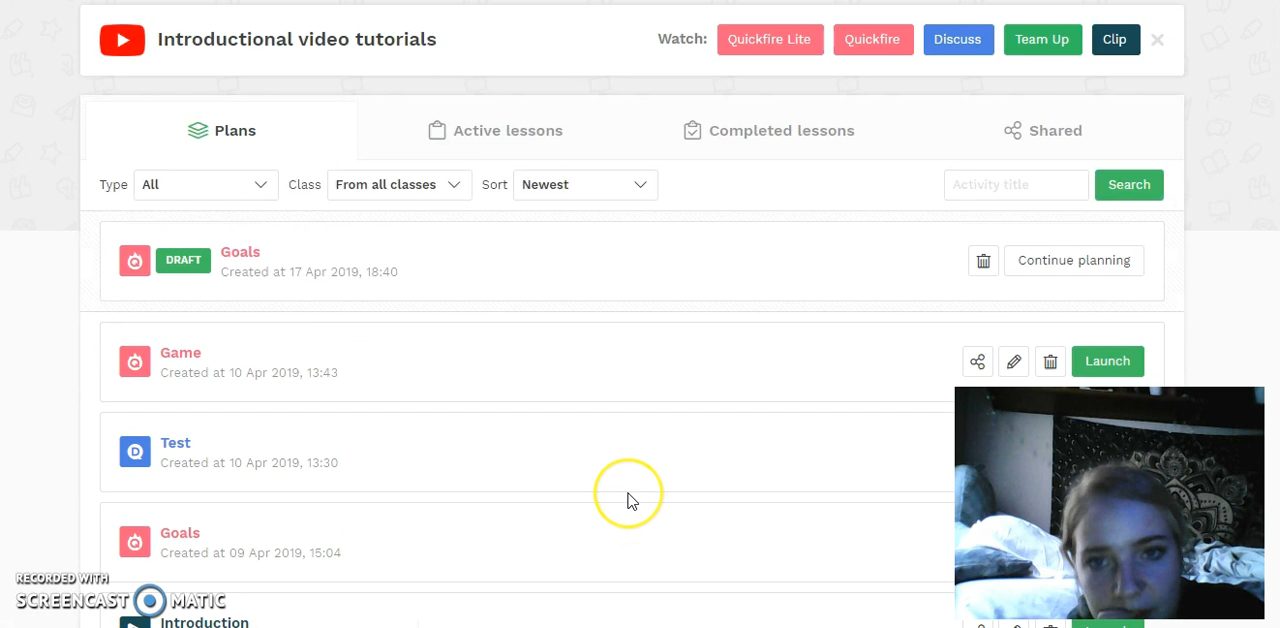 Introductional video tutorials
Watch: Quickfire Lite Quickfire Discuss Team Up Clip
Plans Active lessons Completed lessons Shared
Type All Class From all classes Sort Newest Activity title Search
DRAFT Goals
Created at 17 Apr 2019, 18:40
Continue planning
Game
Created at 10 Apr 2019, 13:43
Launch
Test
Created at 10 Apr 2019, 13:30
Goals
Created at 09 Apr 2019, 15:04
Introduction
RECORDED WITH
SCREENCAST MATIC